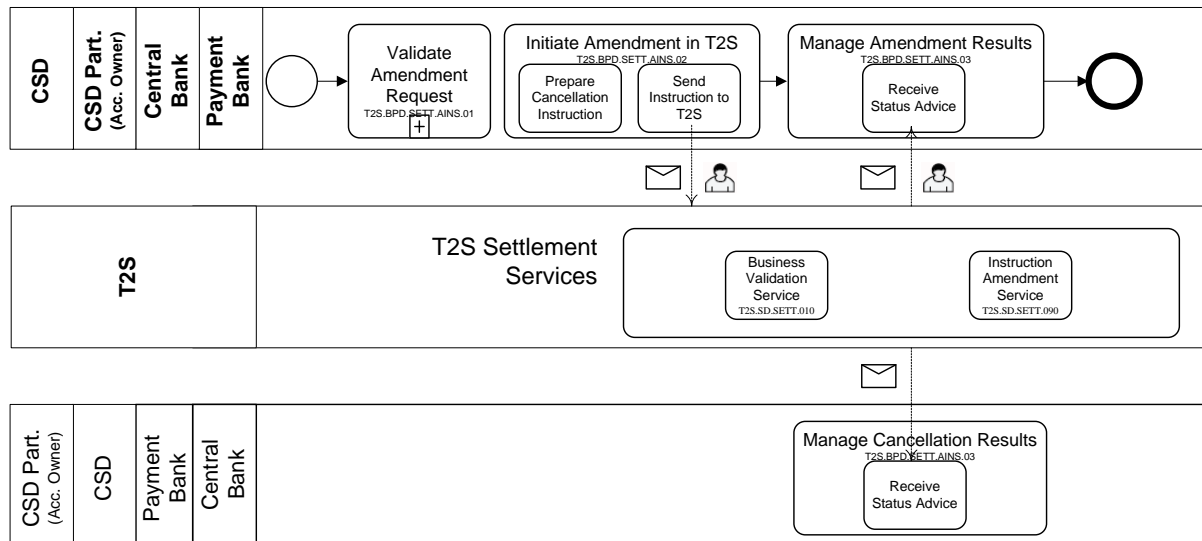 CSD
CSD Part.
(Acc. Owner)
Central
Bank
Payment
Bank
Validate
Amendment
Request
T2S.BPD.SETT.AINS.01
Initiate Amendment in T2S
T2S.BPD.SETT.AINS.02
Prepare
Cancellation
Instruction
Send
Instruction to
T2S
Manage Amendment Results
T2S.BPD.SETT.AINS.03
Receive
Status Advice
T2S
T2S Settlement
Services
Business
Validation
Service
T2S.SD.SETT.010
Instruction
Amendment
Service
T2S.SD.SETT.090
CSD Part.
(Acc. Owner)
CSD
Payment
Bank
Central
Bank
Manage Cancellation Results
T2S.BPD.SETT.AINS.03
Receive
Status Advice